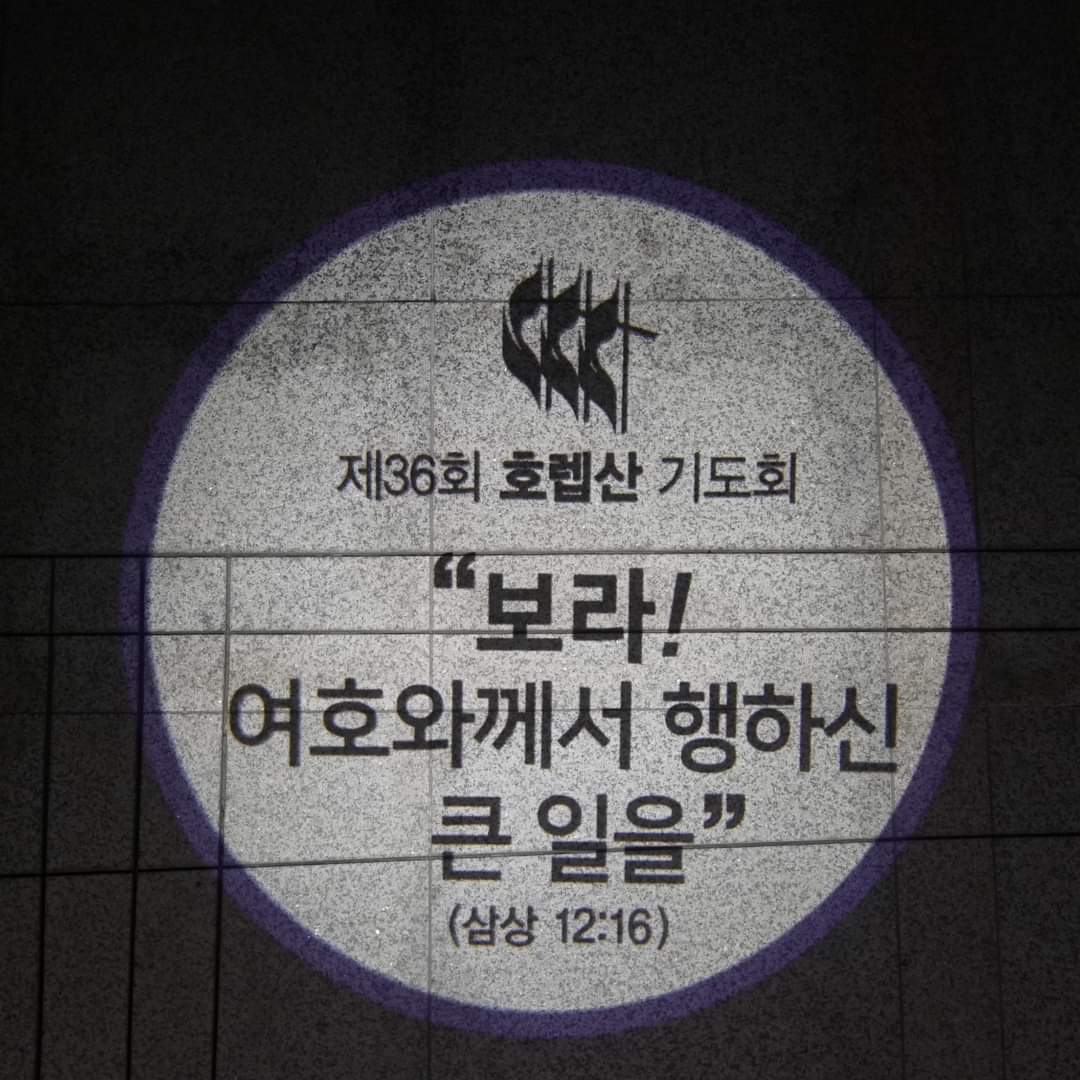 제36회 호렙산 기도회
“보라!
여호와께서 행하신
큰 일을”
(삼상 12:16)